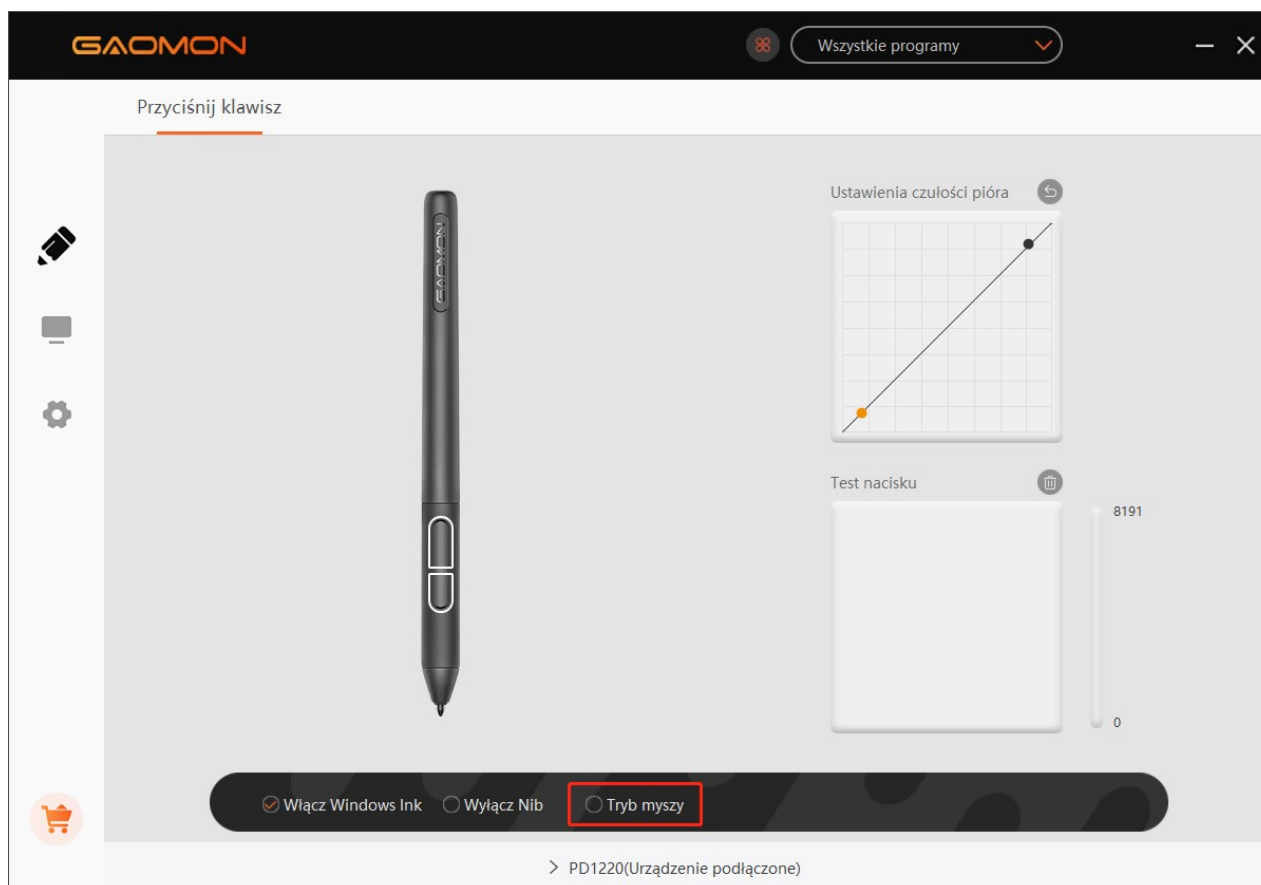 GAOMON
Wszystkie programy
Przyciśnij klawisz
GAOMON
Ustawienia czułości pióra
Test nacisku
8191
0
Włącz Windows Ink
Wyłącz Nib
Tryb myszy
PD1220(Urządzenie podłączone)